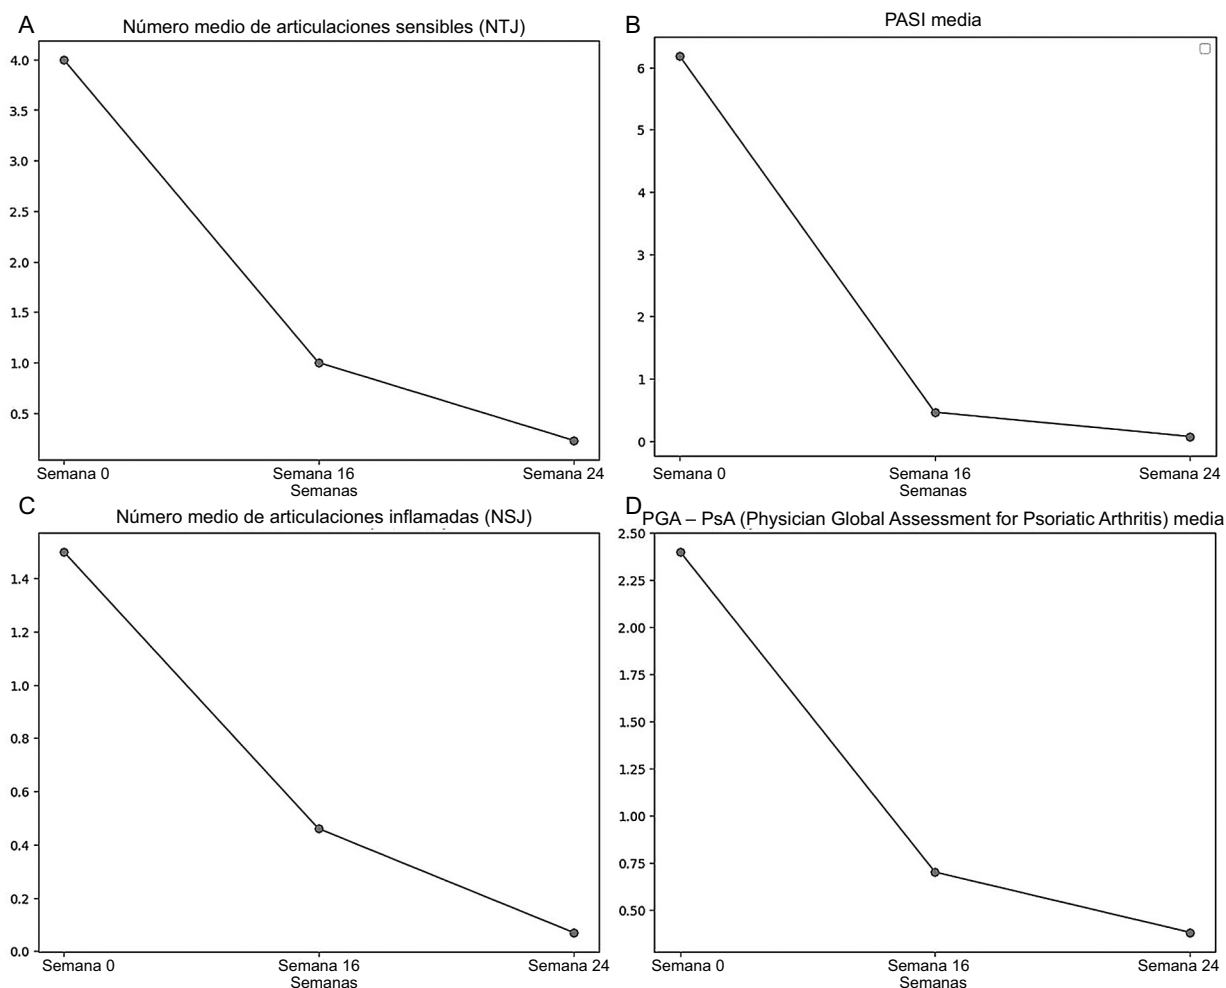 A
Número medio de articulaciones sensibles (NTJ)
4.0
3.5
3.0
2.5
2.0
1.5
1.0
0.5
Semana 0
Semana 16
Semana 24
Semanas
B
PASI media
6
5
4
3
2
1
0
Semana 0
Semana 16
Semana 24
Semanas
C
Número medio de articulaciones inflamadas (NSJ)
1.4
1.2
1.0
0.8
0.6
0.4
0.2
0.0
Semana 0
Semana 16
Semana 24
Semanas
D
PGA – PsA (Physician Global Assessment for Psoriatic Arthritis) media
2.50
2.25
2.00
1.75
1.50
1.25
1.00
0.75
0.50
Semana 0
Semana 16
Semana 24
Semanas